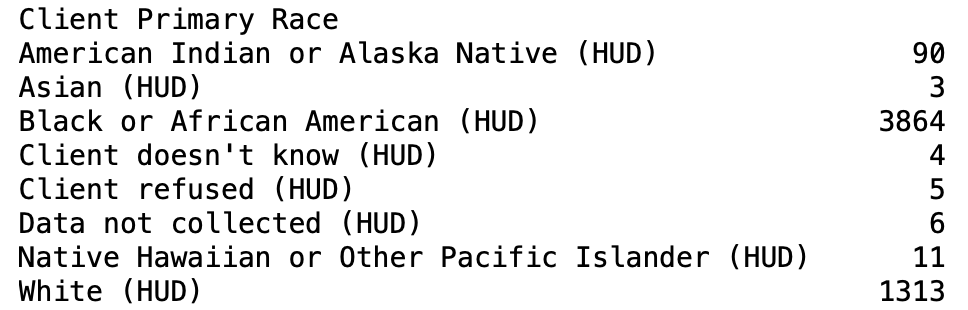 Client Primary Race
American Indian or Alaska Native (HUD) 90
Asian (HUD) 3
Black or African American (HUD) 3864
Client doesn't know (HUD) 4
Client refused (HUD) 5
Data not collected (HUD) 6
Native Hawaiian or Other Pacific Islander (HUD) 11
White (HUD) 1313